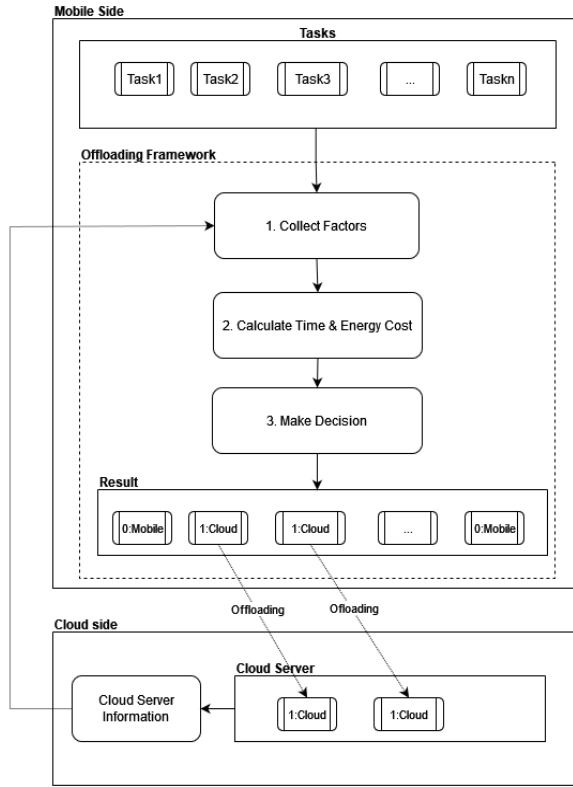 Mobile Side
Tasks
Task1 Task2 Task3 ... Taskn
Offloading Framework
1. Collect Factors
2. Calculate Time & Energy Cost
3. Make Decision
Result
0:Mobile 1:Cloud 1:Cloud ... 0:Mobile
Offloading Ofloading
Cloud side
Cloud Server
Cloud Server
Information
1:Cloud 1:Cloud